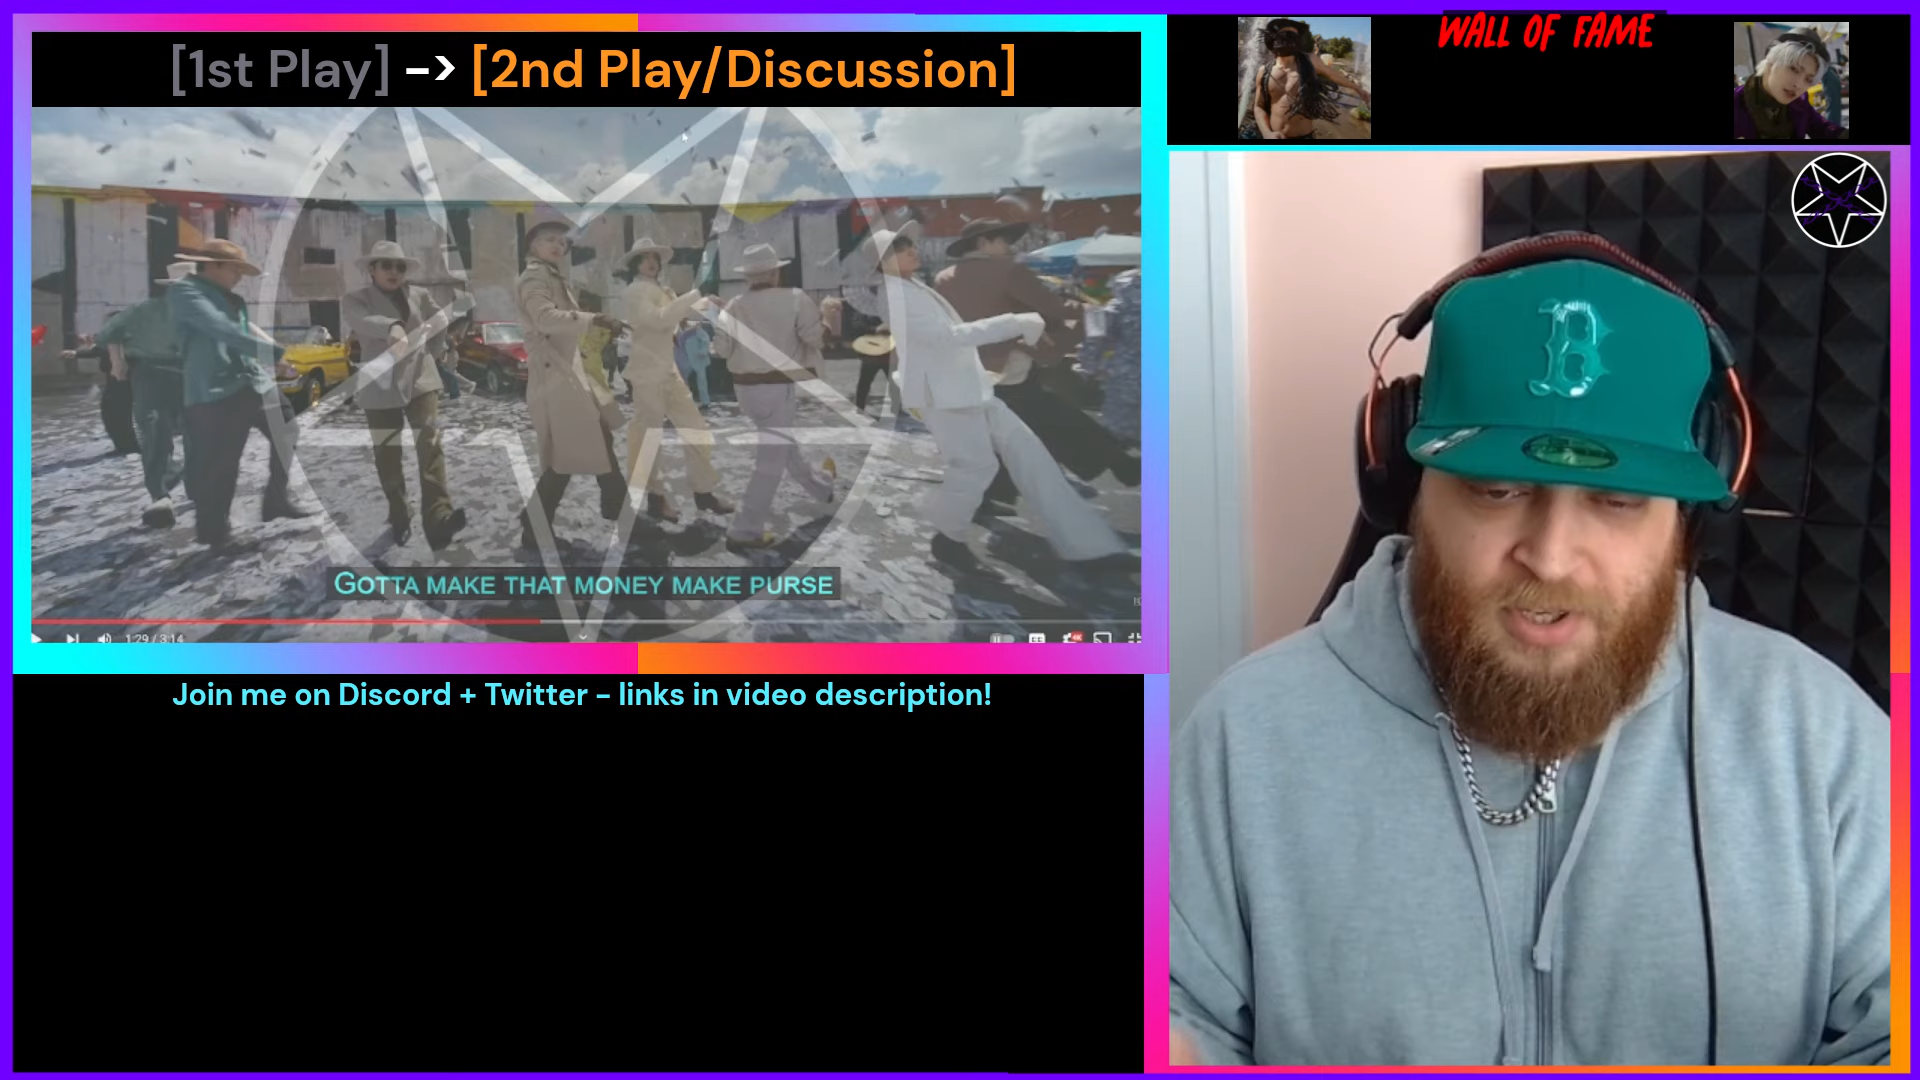 [1st Play] -> [2nd Play/Discussion]
WALL OF FAME
B
GOTTA MAKE THAT MONEY MAKE PURSE
1:29 / 3:14
4K
Join me on Discord + Twitter - links in video description!